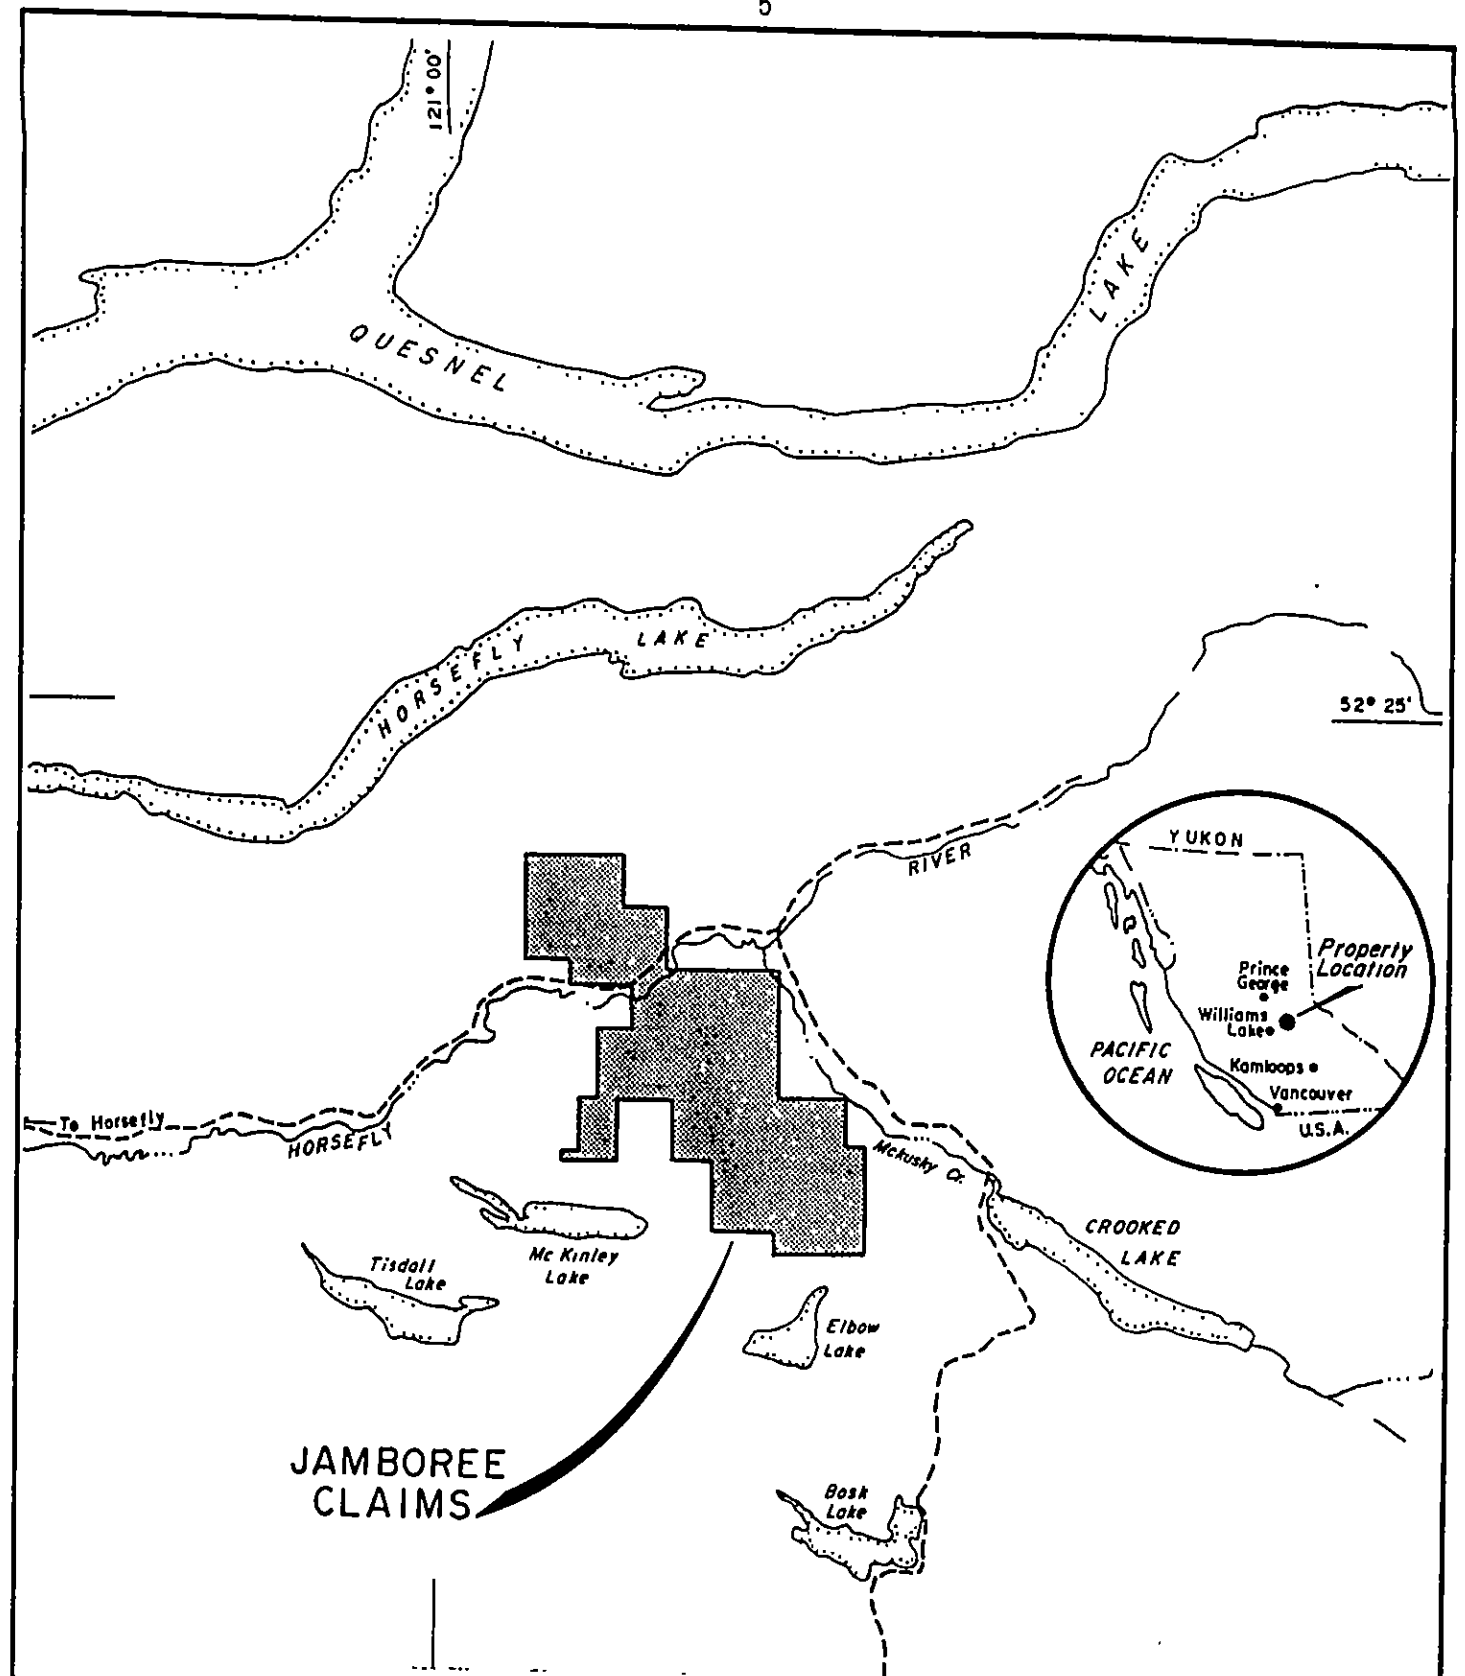 5
121° 00'
QUESNEL
LAKE
HORSEFLY
LAKE
52° 25'
RIVER
YUKON
Property
Location
Prince
George
Williams
Lake
PACIFIC
OCEAN
Kamloops
Vancouver
U.S.A.
To Horsefly
HORSEFLY
McKusky Cr.
CROOKED
LAKE
Mc Kinley
Lake
Tisdall
Lake
Elbow
Lake
JAMBOREE
CLAIMS
Bosk
Lake